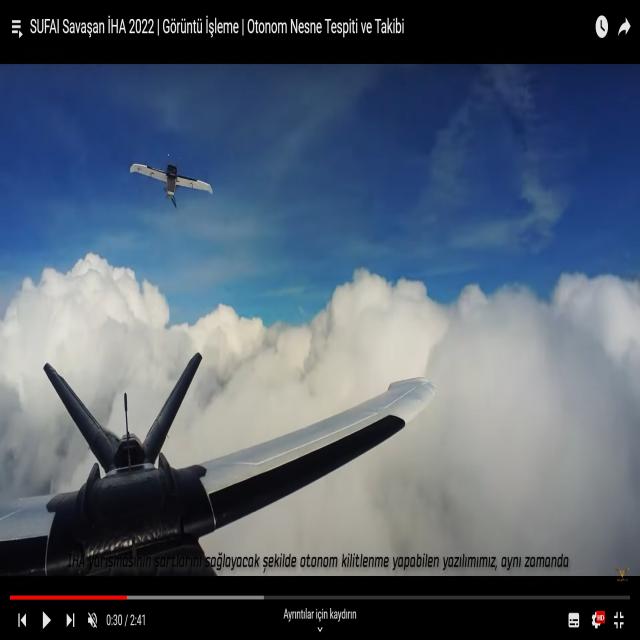 SUFAI Savaşan İHA 2022 | Görüntü İşleme | Otonom Nesne Tespiti ve Takibi
İHA yarışmasının şartlarını sağlayacak şekilde otonom kilitlenme yapabilen yazılımımız, aynı zamanda
0:30 / 2:41
Ayrıntılar için kaydırın
HD